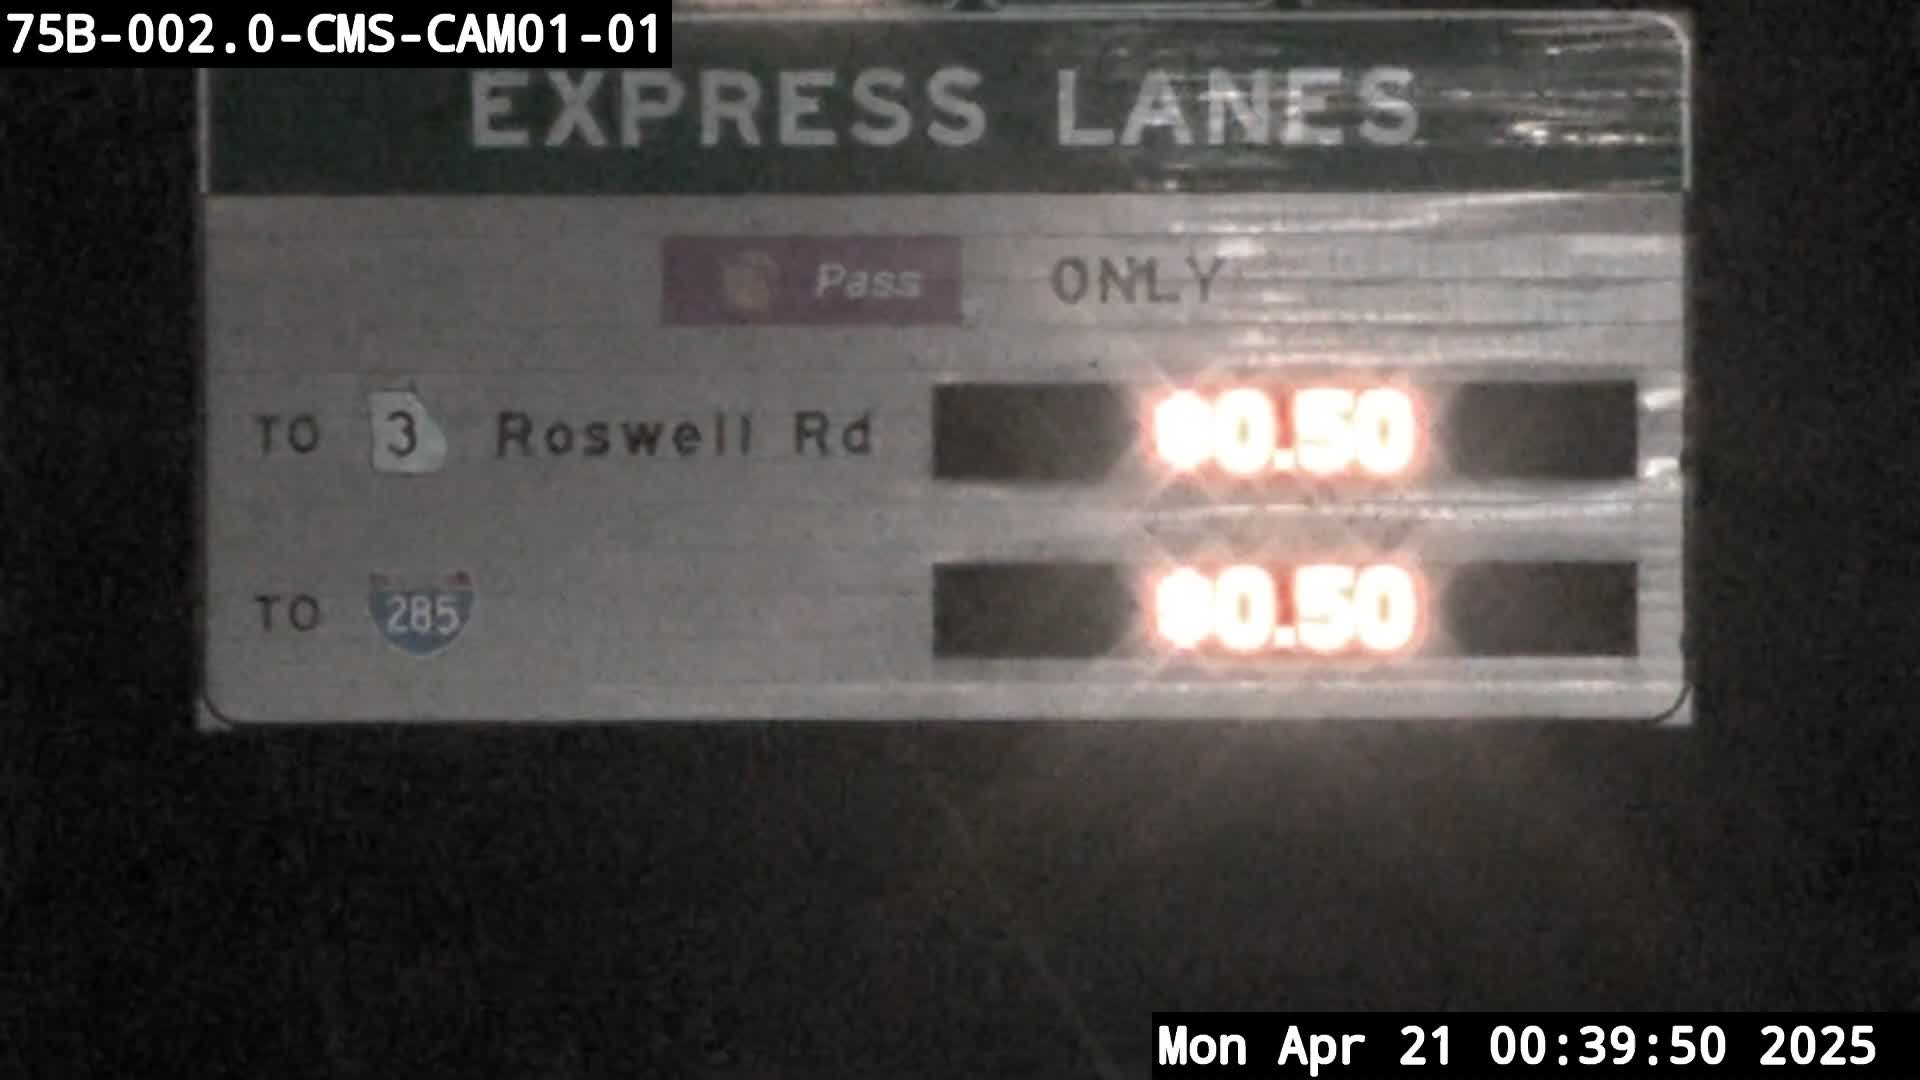 75B-002.0-CMS-CAM01-01
EXPRESS LANES
Pass ONLY
TO 3 Roswell Rd $0.50
TO 285 $0.50
Mon Apr 21 00:39:50 2025